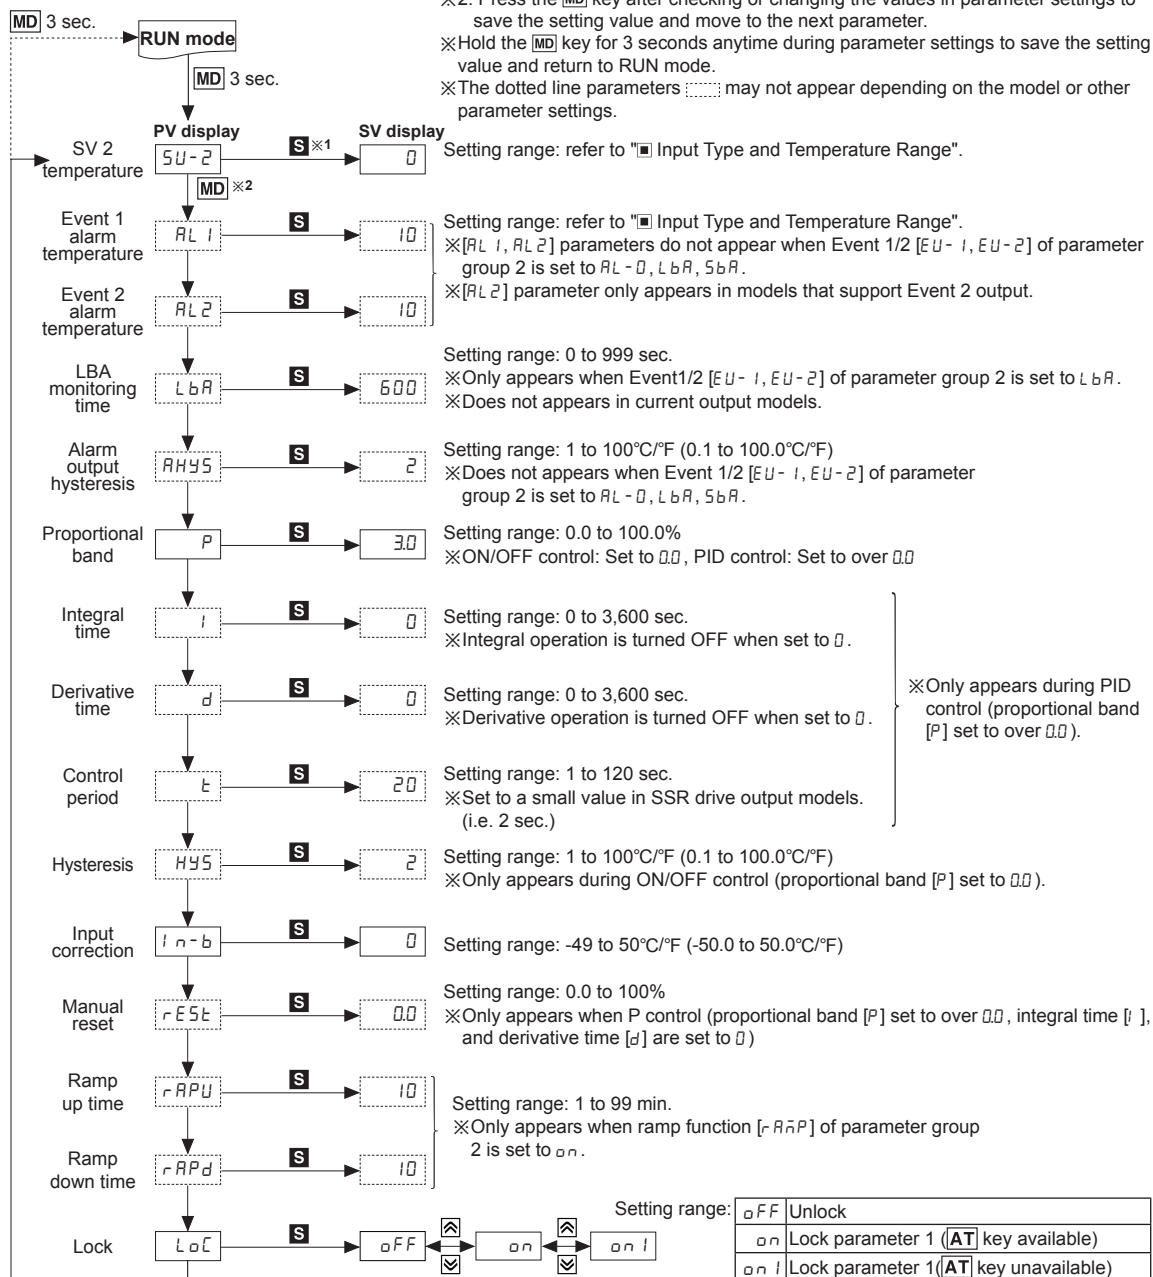 ※2. Press the MD key after checking or changing the values in parameter settings to
save the setting value and move to the next parameter.
※Hold the MD key for 3 seconds anytime during parameter settings to save the setting
value and return to RUN mode.
※The dotted line parameters may not appear depending on the model or other
parameter settings.
MD 3 sec.
RUN mode
MD 3 sec.
PV display SV display
SV 2
temperature
SU-2 S ※1 0
Setting range: refer to "▣ Input Type and Temperature Range".
MD ※2
Event 1
alarm
temperature
AL1 S 10
Setting range: refer to "▣ Input Type and Temperature Range".
※[AL1, AL2] parameters do not appear when Event 1/2 [EU-1, EU-2] of parameter
group 2 is set to AL-0, LbA, SbA.
※[AL2] parameter only appears in models that support Event 2 output.
Event 2
alarm
temperature
AL2 S 10
LBA
monitoring
time
LbA S 600
Setting range: 0 to 999 sec.
※Only appears when Event1/2 [EU-1, EU-2] of parameter group 2 is set to LbA.
※Does not appears in current output models.
Alarm
output
hysteresis
AHYS S 2
Setting range: 1 to 100°C/°F (0.1 to 100.0°C/°F)
※Does not appears when Event 1/2 [EU-1, EU-2] of parameter
group 2 is set to AL-0, LbA, SbA.
Proportional
band
P S 3.0
Setting range: 0.0 to 100.0%
※ON/OFF control: Set to 0.0, PID control: Set to over 0.0
Integral
time
I S 0
Setting range: 0 to 3,600 sec.
※Integral operation is turned OFF when set to 0.
Derivative
time
d S 0
Setting range: 0 to 3,600 sec.
※Derivative operation is turned OFF when set to 0.
※Only appears during PID
control (proportional band
[P] set to over 0.0).
Control
period
t S 20
Setting range: 1 to 120 sec.
※Set to a small value in SSR drive output models.
(i.e. 2 sec.)
Hysteresis
HYS S 2
Setting range: 1 to 100°C/°F (0.1 to 100.0°C/°F)
※Only appears during ON/OFF control (proportional band [P] set to 0.0).
Input
correction
In-b S 0
Setting range: -49 to 50°C/°F (-50.0 to 50.0°C/°F)
Manual
reset
rESt S 0.0
Setting range: 0.0 to 100%
※Only appears when P control (proportional band [P] set to over 0.0, integral time [I],
and derivative time [d] are set to 0)
Ramp
up time
rAPU S 10
Setting range: 1 to 99 min.
※Only appears when ramp function [rAmP] of parameter group
2 is set to on.
Ramp
down time
rAPd S 10
Lock
LoC S oFF on on1
Setting range:
oFF Unlock
on Lock parameter 1 (AT key available)
on1 Lock parameter 1(AT key unavailable)